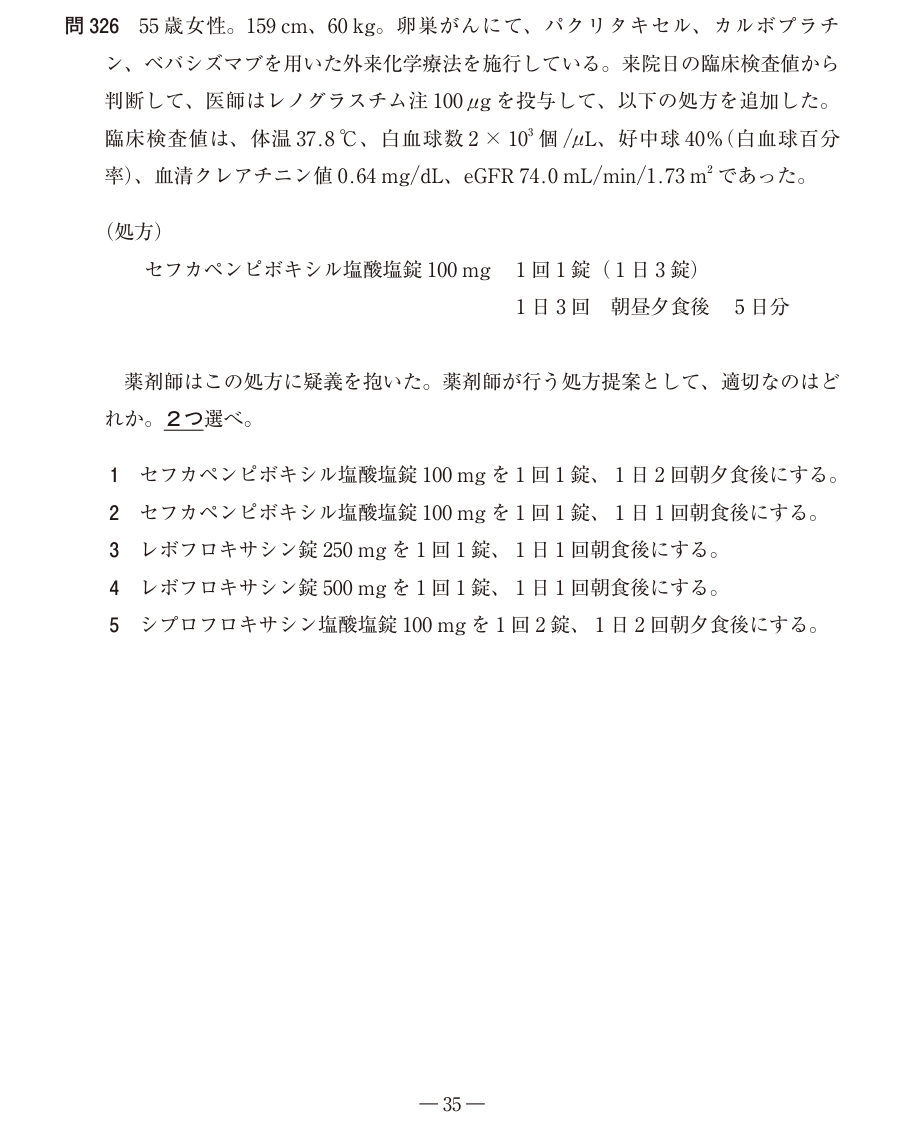 問 326 55 歳女性。159 cm、60 kg。卵巣がんにて、パクリタキセル、カルボプラチ
ン、ベバシズマブを用いた外来化学療法を施行している。来院日の臨床検査値から
判断して、医師はレノグラスチム注 100 μg を投与して、以下の処方を追加した。
臨床検査値は、体温 37.8 ℃、白血球数 2 × 10³ 個 /μL、好中球 40%（白血球百分
率）、血清クレアチニン値 0.64 mg/dL、eGFR 74.0 mL/min/1.73 m² であった。
（処方）
セフカペンピボキシル塩酸塩錠 100 mg 1 回 1 錠（1 日 3 錠）
1 日 3 回 朝昼夕食後 5 日分
薬剤師はこの処方に疑義を抱いた。薬剤師が行う処方提案として、適切なのはど
れか。２つ選べ。
1 セフカペンピボキシル塩酸塩錠 100 mg を 1 回 1 錠、1 日 2 回朝夕食後にする。
2 セフカペンピボキシル塩酸塩錠 100 mg を 1 回 1 錠、1 日 1 回朝食後にする。
3 レボフロキサシン錠 250 mg を 1 回 1 錠、1 日 1 回朝食後にする。
4 レボフロキサシン錠 500 mg を 1 回 1 錠、1 日 1 回朝食後にする。
5 シプロフロキサシン塩酸塩錠 100 mg を 1 回 2 錠、1 日 2 回朝夕食後にする。
— 35 —